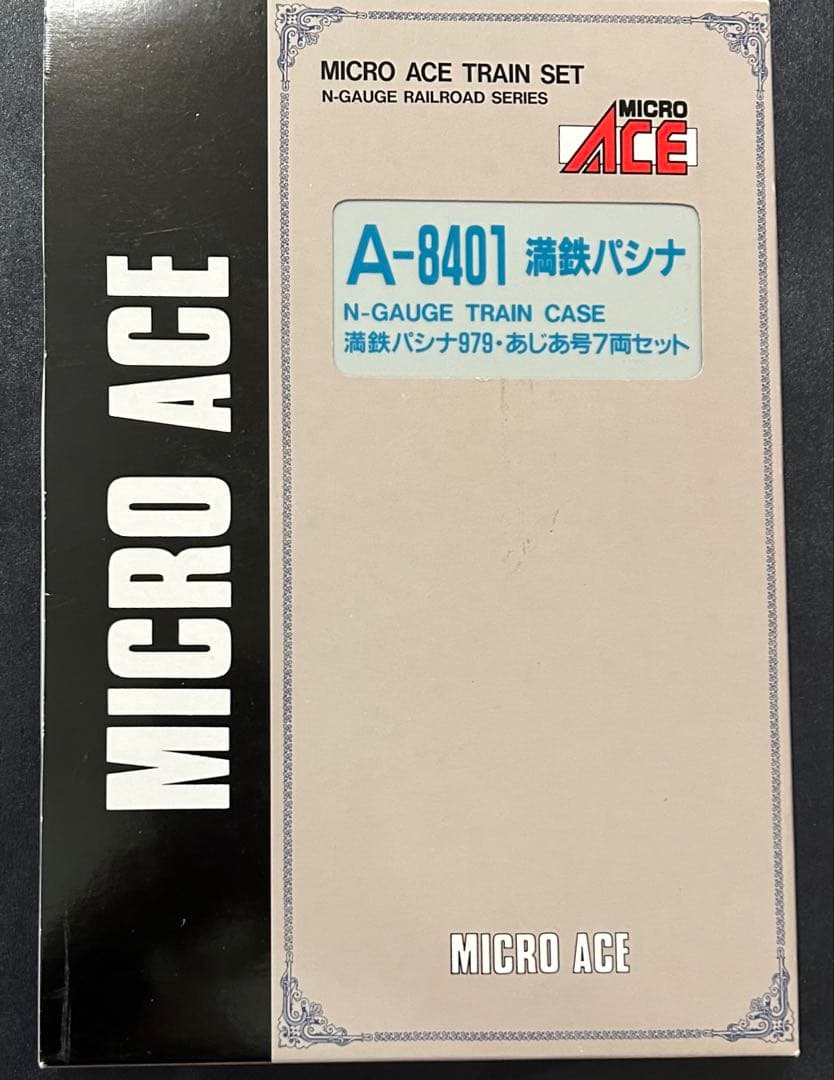 MICRO ACE TRAIN SET
N-GAUGE RAILROAD SERIES
MICRO
ACE
A-8401 満鉄パシナ
N-GAUGE TRAIN CASE
満鉄パシナ979・あじあ号7両セット
MICRO ACE
MICRO ACE